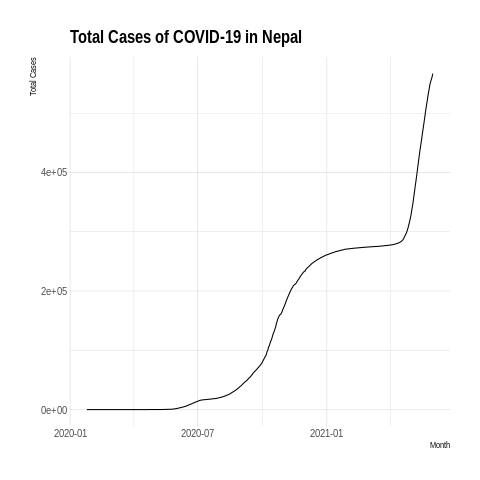 Total Cases of COVID-19 in Nepal
Total Cases
4e+05
2e+05
0e+00
2020-01 2020-07 2021-01
Month